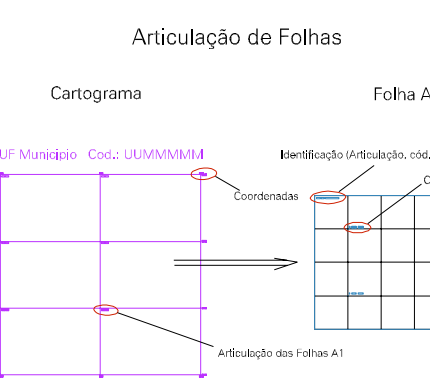 Articulação de Folhas
Cartograma
Folha A
UF Município Cod.: UUMMMMM
Identificação (Articulação, cód.
Coordenadas
Articulação das Folhas A1